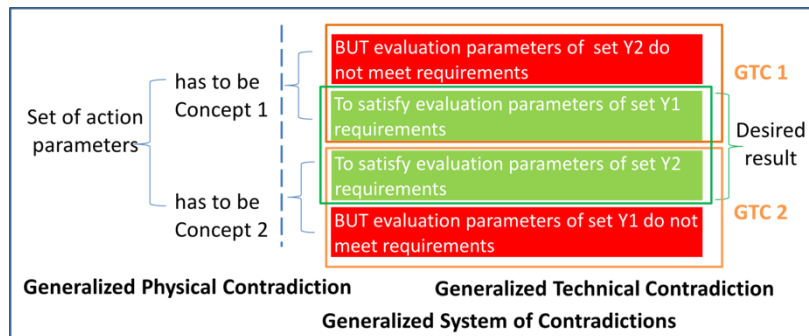 BUT evaluation parameters of set Y2 do
not meet requirements
GTC 1
has to be
Concept 1
To satisfy evaluation parameters of set Y1
requirements
Set of action
parameters
Desired
result
To satisfy evaluation parameters of set Y2
requirements
has to be
Concept 2
BUT evaluation parameters of set Y1 do not
meet requirements
GTC 2
Generalized Physical Contradiction
Generalized Technical Contradiction
Generalized System of Contradictions